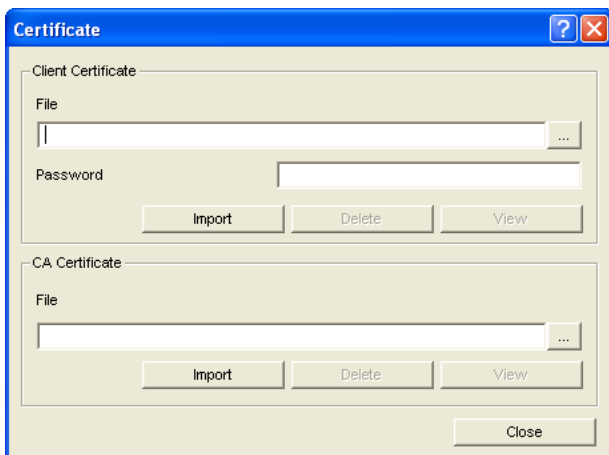 Certificate
Client Certificate
File
...
Password
Import Delete View
CA Certificate
File
...
Import Delete View
Close